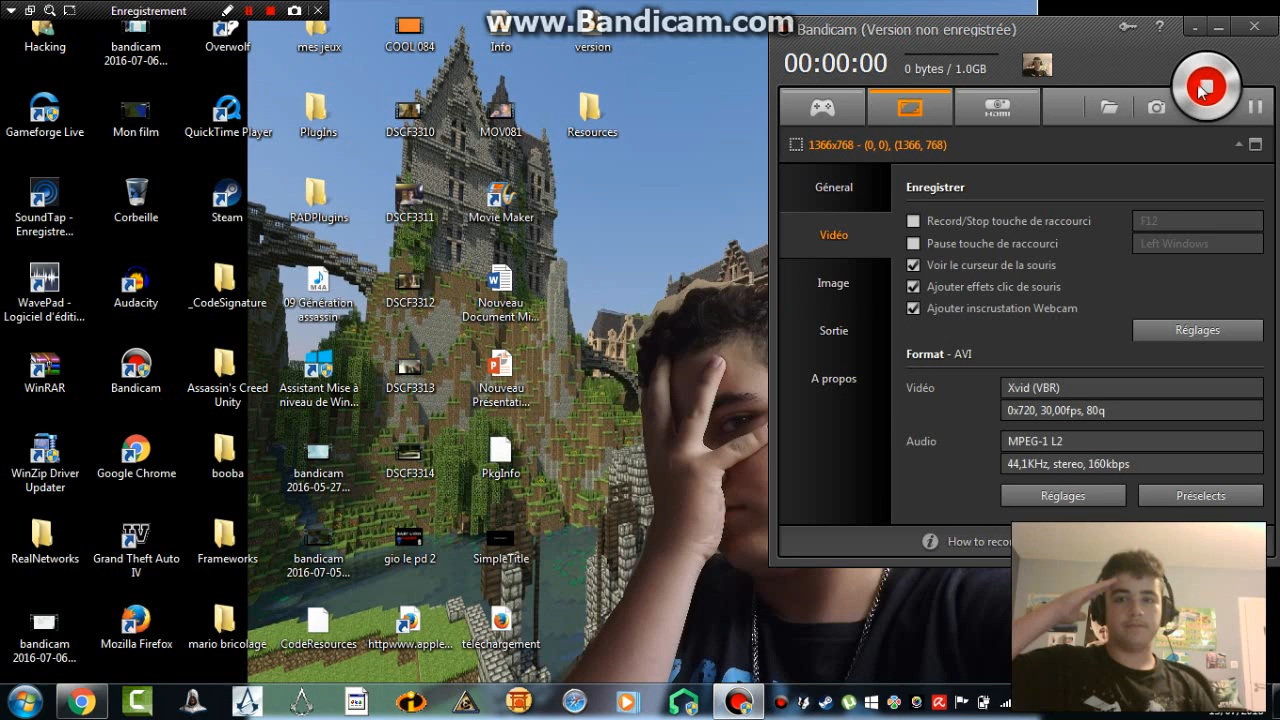 Enregistrement
www.Bandicam.com
Bandicam (Version non enregistrée)
?
00:00:00
0 bytes / 1.0GB
HDMI
1366x768 - (0, 0), (1366, 768)
Géneral
Vidéo
Image
Sortie
A propos
Enregistrer
Record/Stop touche de raccourci
F12
Pause touche de raccourci
Left Windows
Voir le curseur de la souris
Ajouter effets clic de souris
Ajouter inscrustation Webcam
Réglages
Format - AVI
Vidéo
Xvid (VBR)
0x720, 30,00fps, 80q
Audio
MPEG-1 L2
44,1KHz, stereo, 160kbps
Réglages
Préselects
How to reco
Hacking
bandicam
2016-07-06...
Overwolf
mes jeux
COOL 084
Info
version
Gameforge Live
Mon film
QuickTime Player
PlugIns
DSCF3310
MOV081
Resources
SoundTap -
Enregistre...
Corbeille
Steam
RADPlugins
DSCF3311
Movie Maker
WavePad -
Logiciel d'éditi...
Audacity
_CodeSignature
M4A
09 Génération
assassin
DSCF3312
Nouveau
Document Mi...
WinRAR
Bandicam
Assassin's Creed
Unity
Assistant Mise à
niveau de Win...
DSCF3313
Nouveau
Présentati...
WinZip Driver
Updater
Google Chrome
booba
bandicam
2016-05-27...
DSCF3314
PkgInfo
RealNetworks
IV
Grand Theft Auto
IV
Frameworks
bandicam
2016-07-05...
gio le pd 2
SimpleTitle
bandicam
2016-07-06...
Mozilla Firefox
mario bricolage
CodeResources
httpwww.apple...
téléchargement